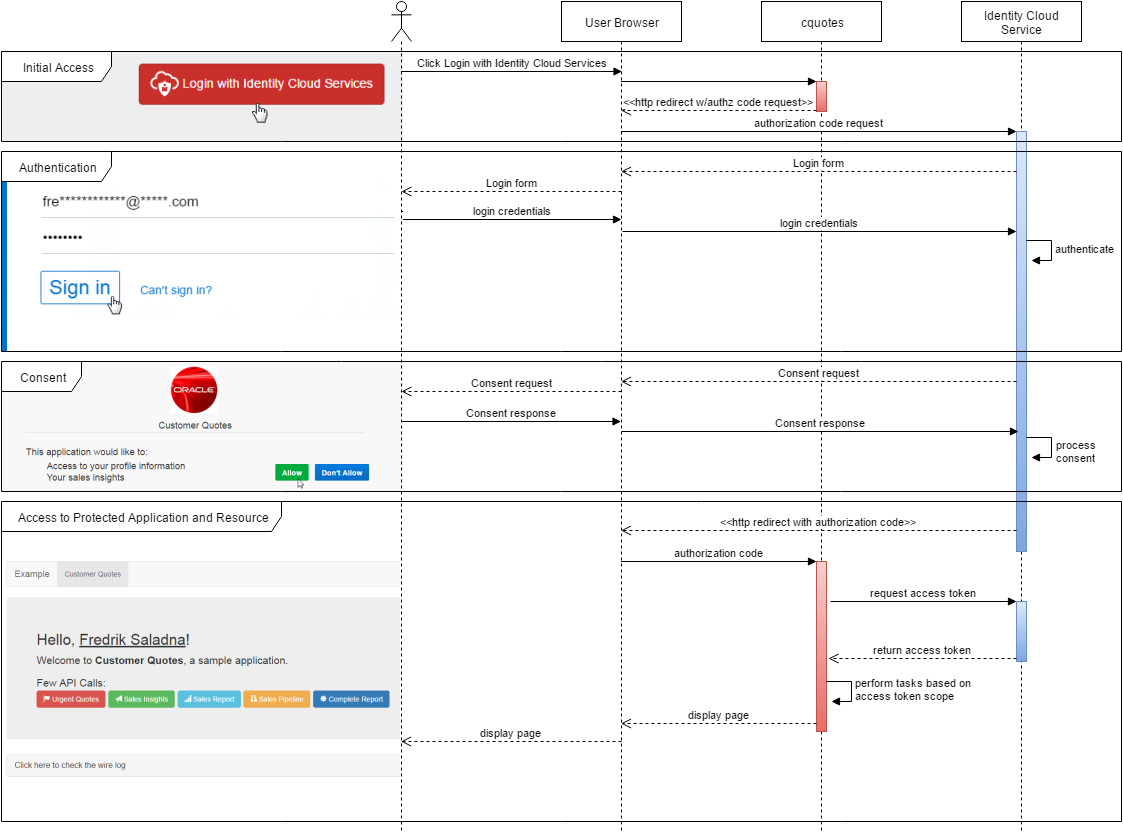 User Browser
cquotes
Identity Cloud
Service
Initial Access
Login with Identity Cloud Services
Click Login with Identity Cloud Services
<<http redirect w/authz code request>>
authorization code request
Authentication
Login form
Login form
fre************@*****.com
login credentials
login credentials
••••••••
authenticate
Sign in
Can't sign in?
Consent
Consent request
Consent request
ORACLE
Customer Quotes
Consent response
Consent response
This application would like to:
Access to your profile information
Your sales insights
Allow
Don't Allow
process
consent
Access to Protected Application and Resource
<<http redirect with authorization code>>
authorization code
Example
Customer Quotes
request access token
Hello, Fredrik Saladna!
Welcome to Customer Quotes, a sample application.
return access token
Few API Calls:
Urgent Quotes
Sales Insights
Sales Report
Sales Pipeline
Complete Report
perform tasks based on
access token scope
display page
display page
Click here to check the wire log